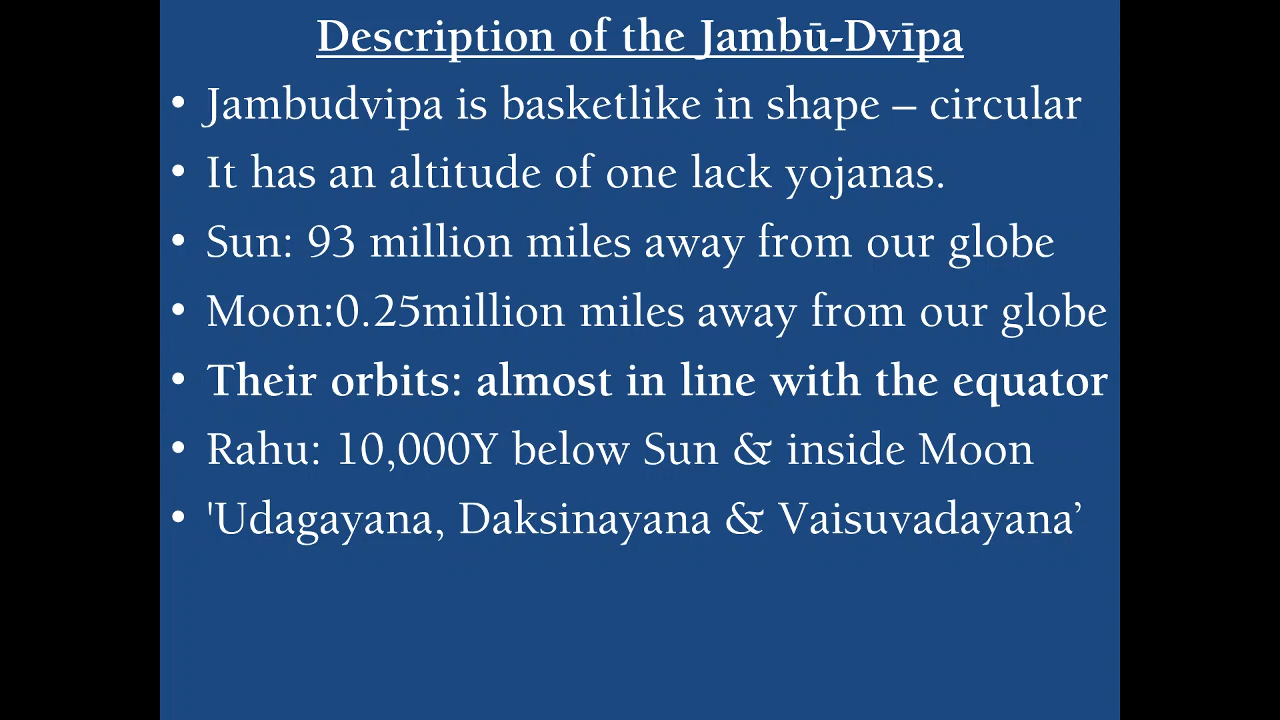 Description of the Jambū-Dvīpa
• Jambudvipa is basketlike in shape – circular
• It has an altitude of one lack yojanas.
• Sun: 93 million miles away from our globe
• Moon:0.25million miles away from our globe
• Their orbits: almost in line with the equator
• Rahu: 10,000Y below Sun & inside Moon
• 'Udagayana, Daksinayana & Vaisuvadayana’